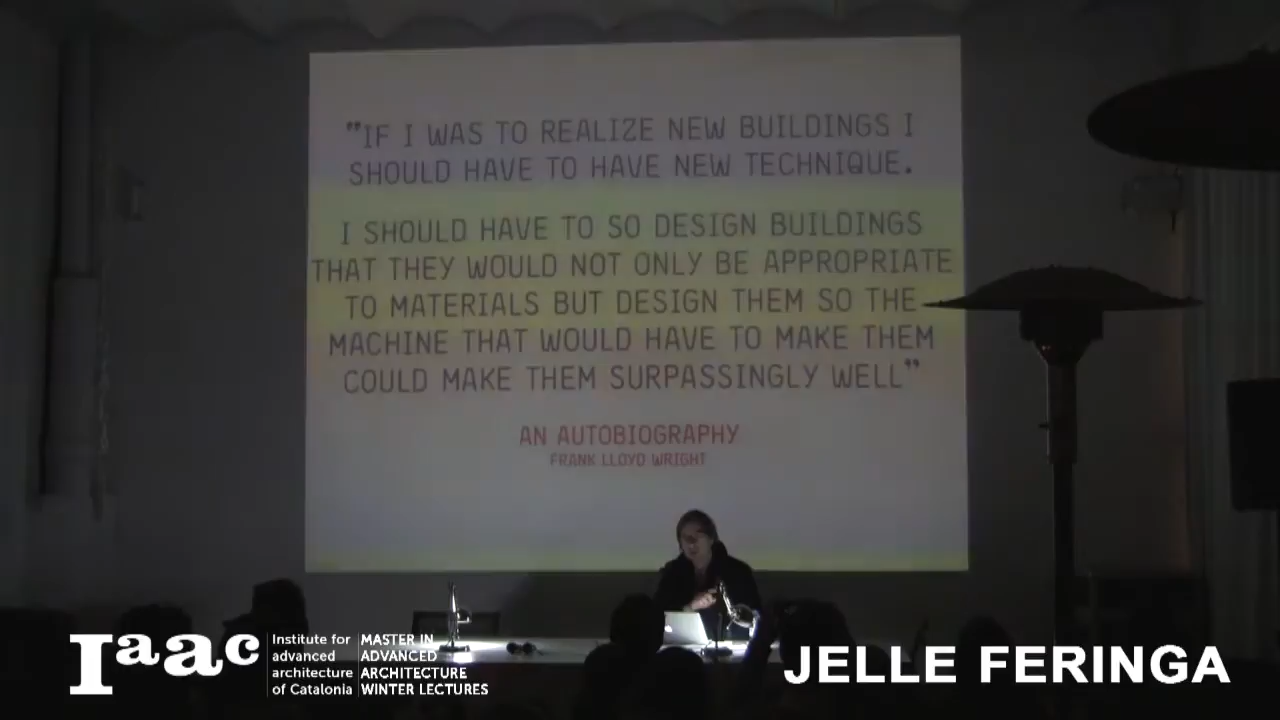 "IF I WAS TO REALIZE NEW BUILDINGS I
SHOULD HAVE TO HAVE NEW TECHNIQUE.
I SHOULD HAVE TO SO DESIGN BUILDINGS
THAT THEY WOULD NOT ONLY BE APPROPRIATE
TO MATERIALS BUT DESIGN THEM SO THE
MACHINE THAT WOULD HAVE TO MAKE THEM
COULD MAKE THEM SURPASSINGLY WELL"
AN AUTOBIOGRAPHY
FRANK LLOYD WRIGHT
Iaac
Institute for
advanced
architecture
of Catalonia
MASTER IN
ADVANCED
ARCHITECTURE
WINTER LECTURES
JELLE FERINGA